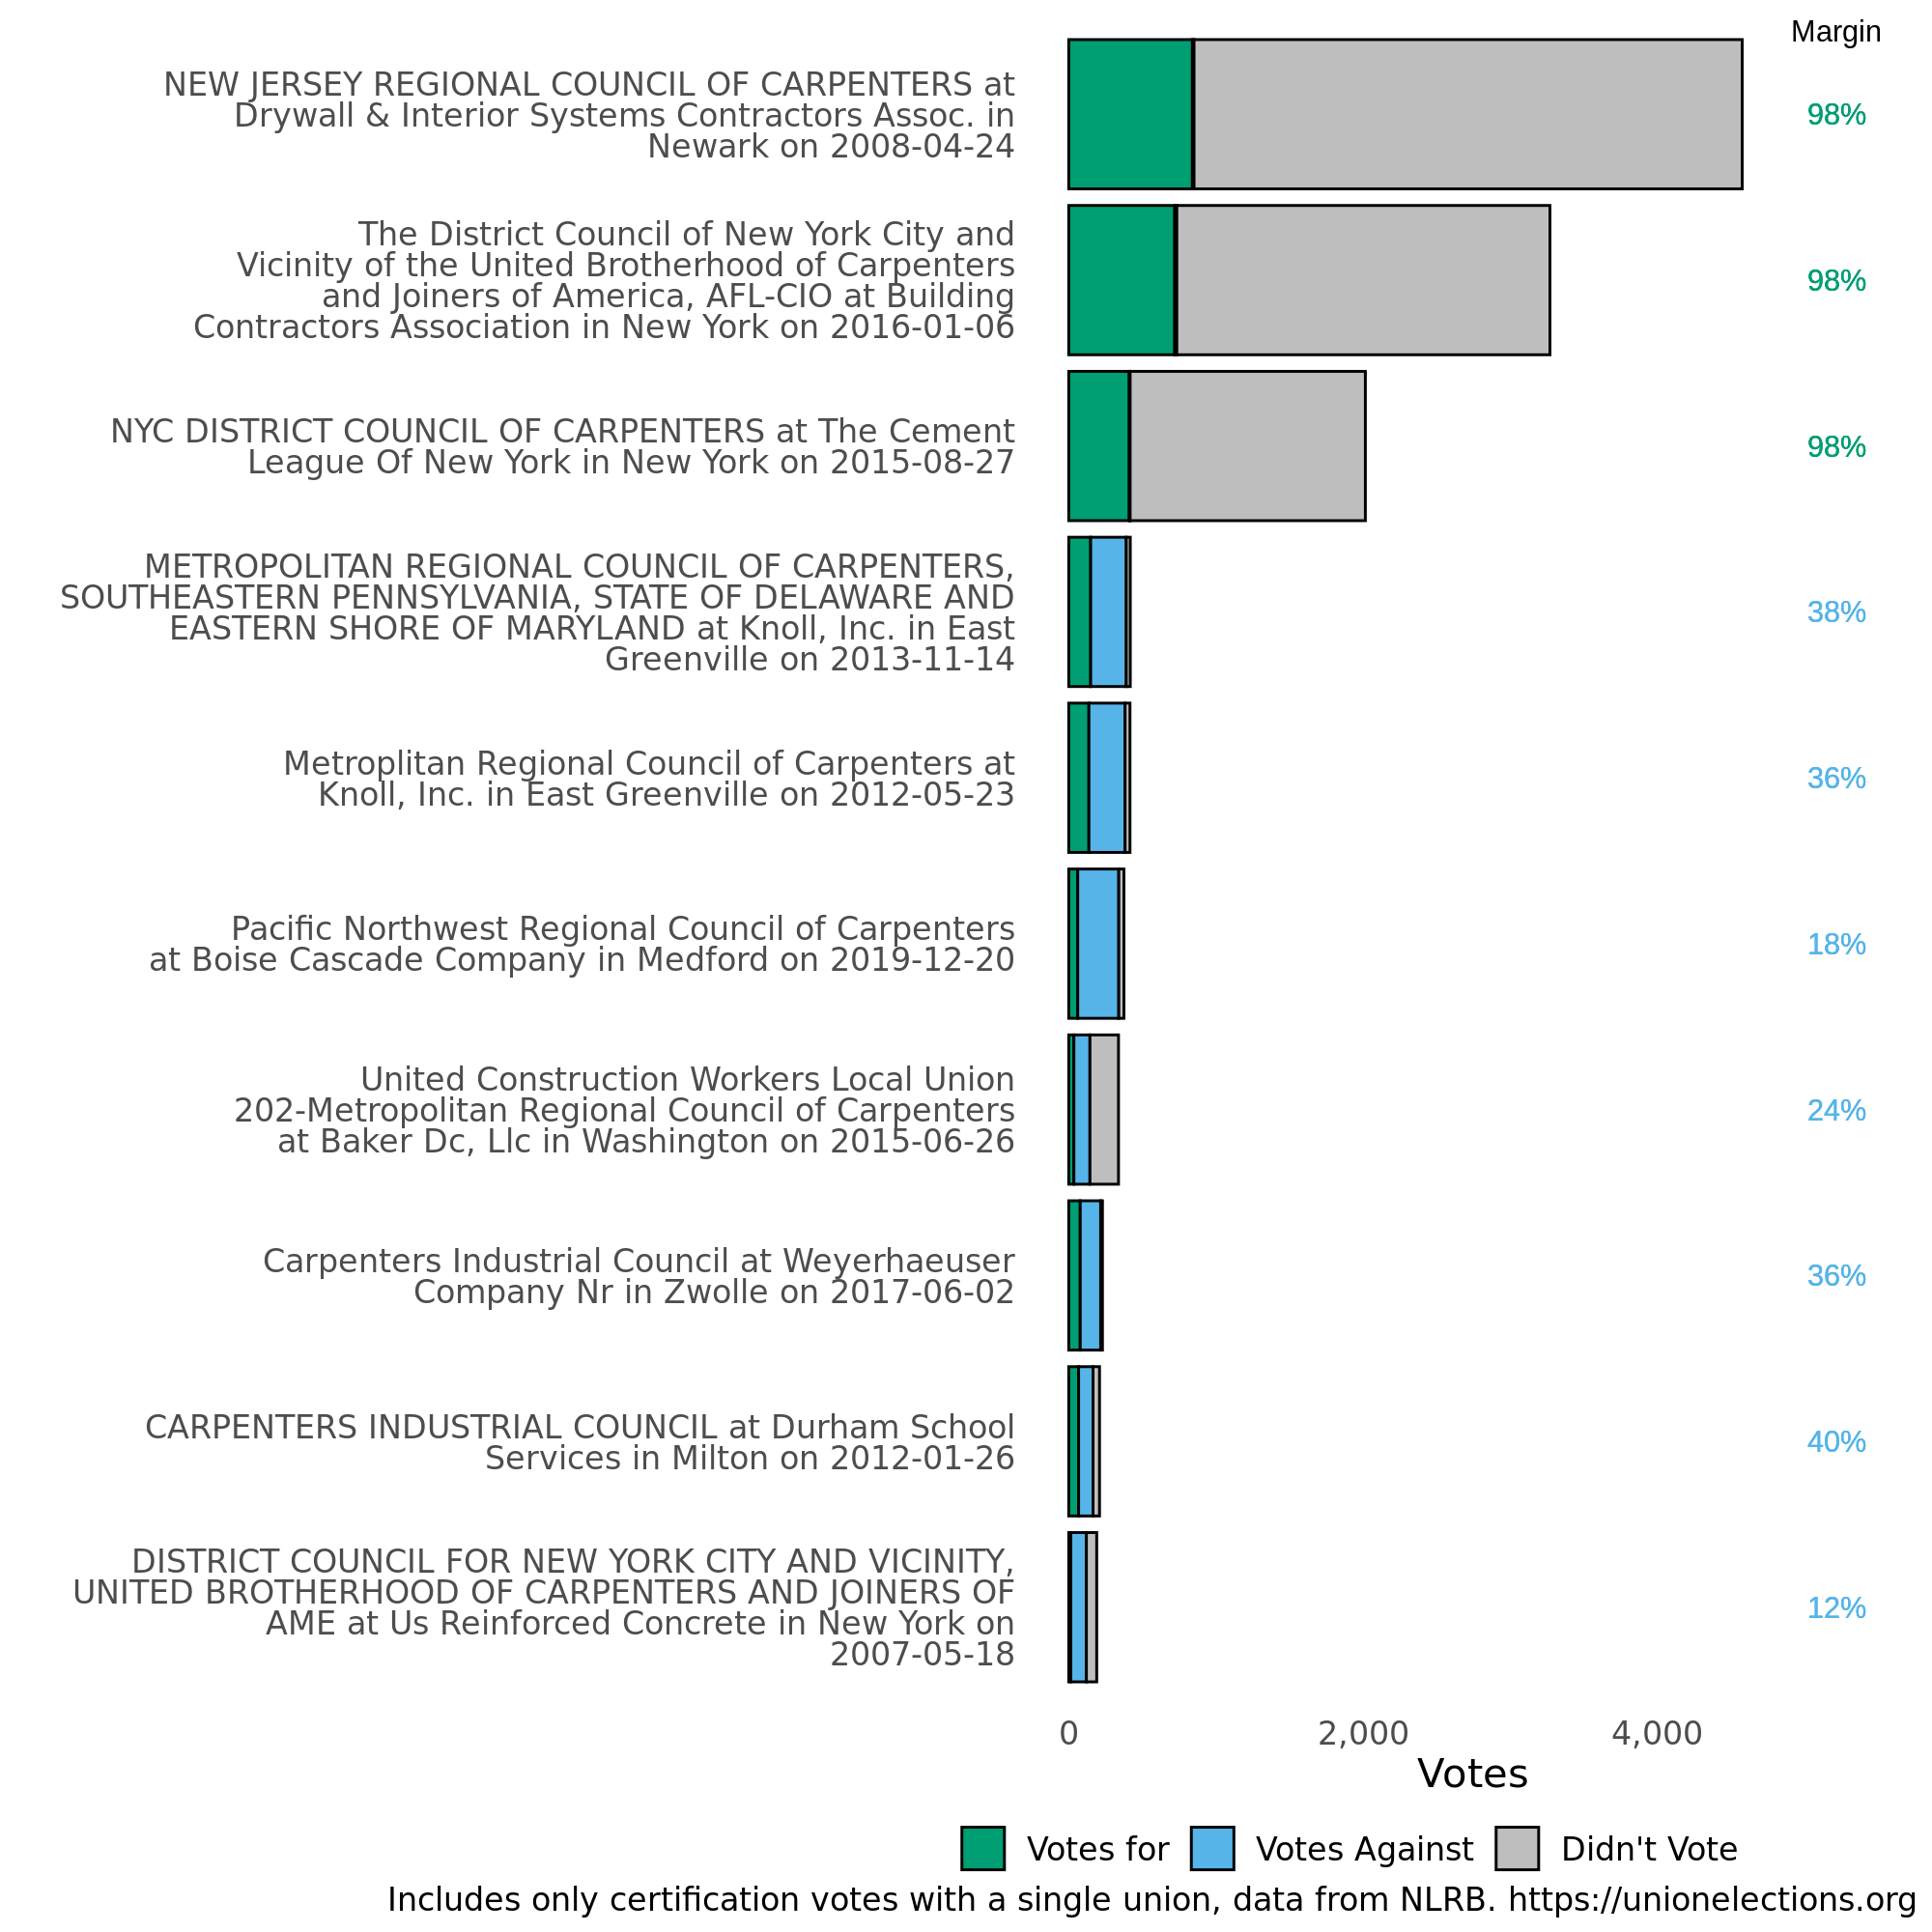 Margin
NEW JERSEY REGIONAL COUNCIL OF CARPENTERS at
Drywall & Interior Systems Contractors Assoc. in
Newark on 2008-04-24
98%
The District Council of New York City and
Vicinity of the United Brotherhood of Carpenters
and Joiners of America, AFL-CIO at Building
Contractors Association in New York on 2016-01-06
98%
NYC DISTRICT COUNCIL OF CARPENTERS at The Cement
League Of New York in New York on 2015-08-27
98%
METROPOLITAN REGIONAL COUNCIL OF CARPENTERS,
SOUTHEASTERN PENNSYLVANIA, STATE OF DELAWARE AND
EASTERN SHORE OF MARYLAND at Knoll, Inc. in East
Greenville on 2013-11-14
38%
Metroplitan Regional Council of Carpenters at
Knoll, Inc. in East Greenville on 2012-05-23
36%
Pacific Northwest Regional Council of Carpenters
at Boise Cascade Company in Medford on 2019-12-20
18%
United Construction Workers Local Union
202-Metropolitan Regional Council of Carpenters
at Baker Dc, Llc in Washington on 2015-06-26
24%
Carpenters Industrial Council at Weyerhaeuser
Company Nr in Zwolle on 2017-06-02
36%
CARPENTERS INDUSTRIAL COUNCIL at Durham School
Services in Milton on 2012-01-26
40%
DISTRICT COUNCIL FOR NEW YORK CITY AND VICINITY,
UNITED BROTHERHOOD OF CARPENTERS AND JOINERS OF
AME at Us Reinforced Concrete in New York on
2007-05-18
12%
0 2,000 4,000
Votes
Votes for Votes Against Didn't Vote
Includes only certification votes with a single union, data from NLRB. https://unionelections.org